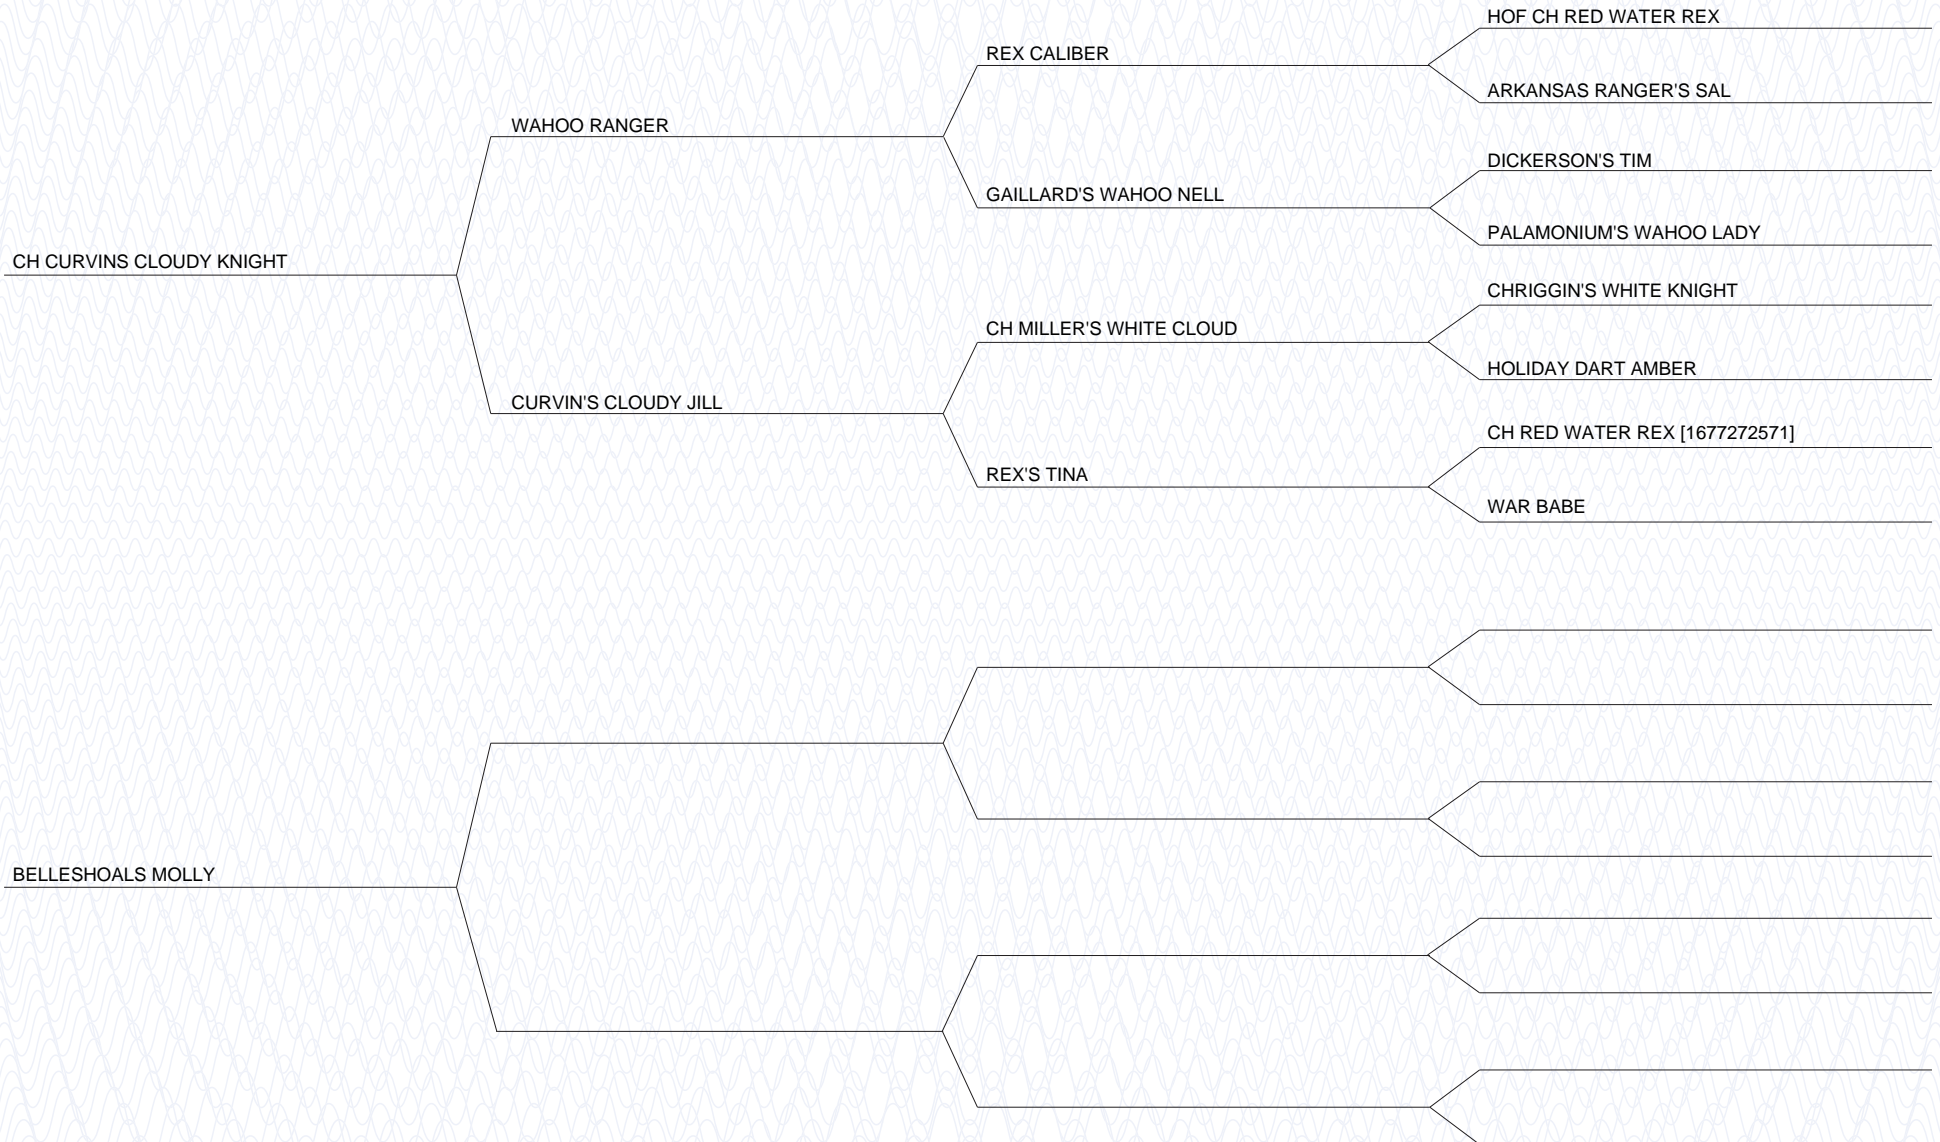 HOF CH RED WATER REX
REX CALIBER
ARKANSAS RANGER'S SAL
WAHOO RANGER
DICKERSON'S TIM
GAILLARD'S WAHOO NELL
PALAMONIUM'S WAHOO LADY
CH CURVINS CLOUDY KNIGHT
CHRIGGIN'S WHITE KNIGHT
CH MILLER'S WHITE CLOUD
HOLIDAY DART AMBER
CURVIN'S CLOUDY JILL
CH RED WATER REX [1677272571]
REX'S TINA
WAR BABE
BELLESHOALS MOLLY